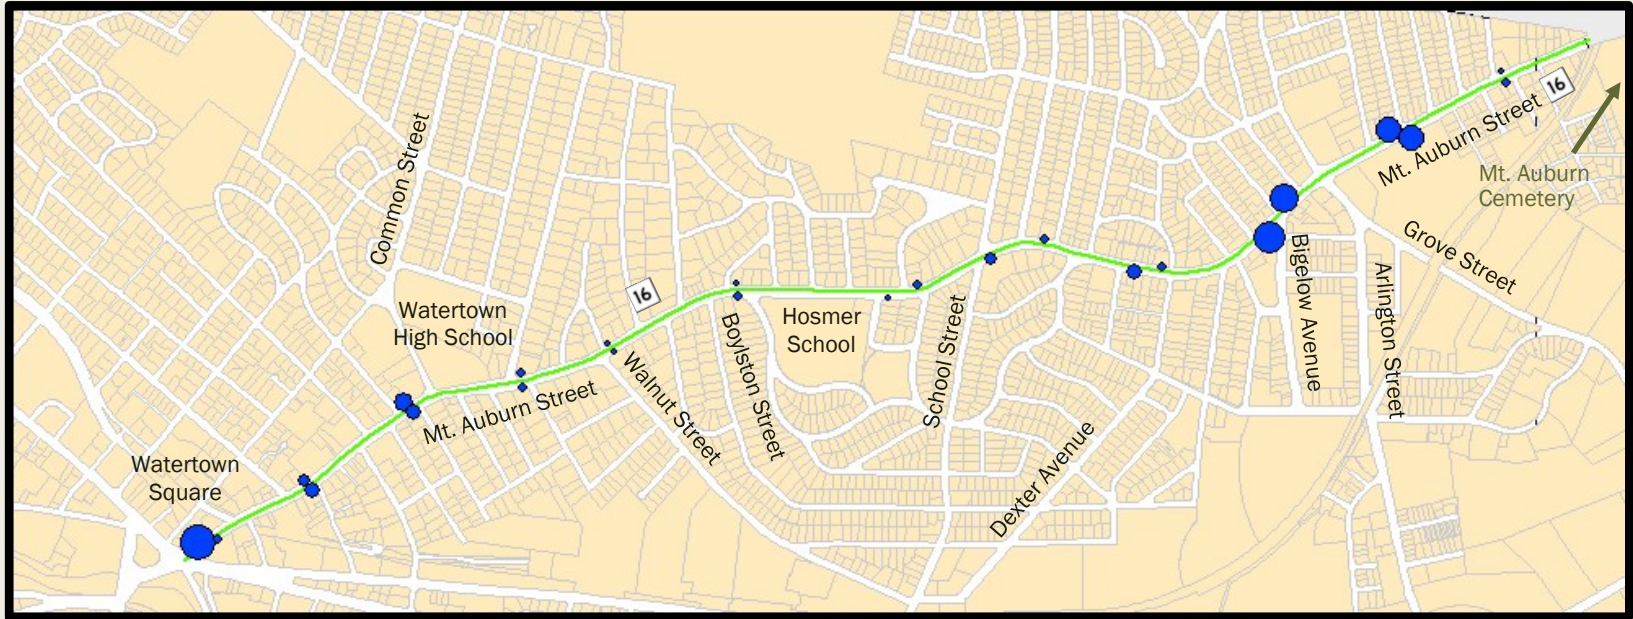 16
Mt. Auburn Street
Mt. Auburn
Cemetery
Common Street
Grove Street
Bigelow Avenue
Arlington Street
16
Watertown
High School
Hosmer
School
Boylston Street
School Street
Walnut Street
Mt. Auburn Street
Dexter Avenue
Watertown
Square